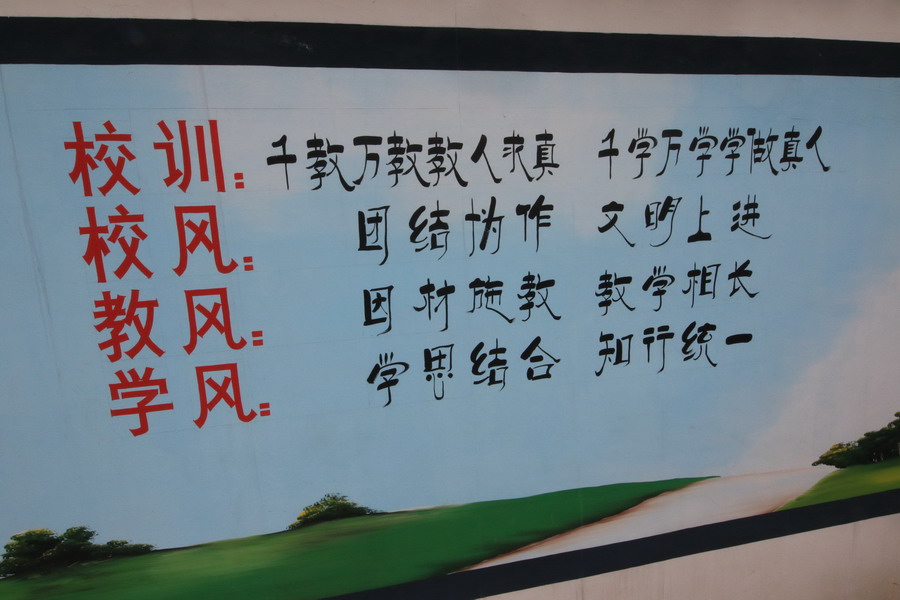 校训：千教万教教人求真 千学万学学做真人
校风：团结协作 文明上进
教风：因材施教 教学相长
学风：学思结合 知行统一